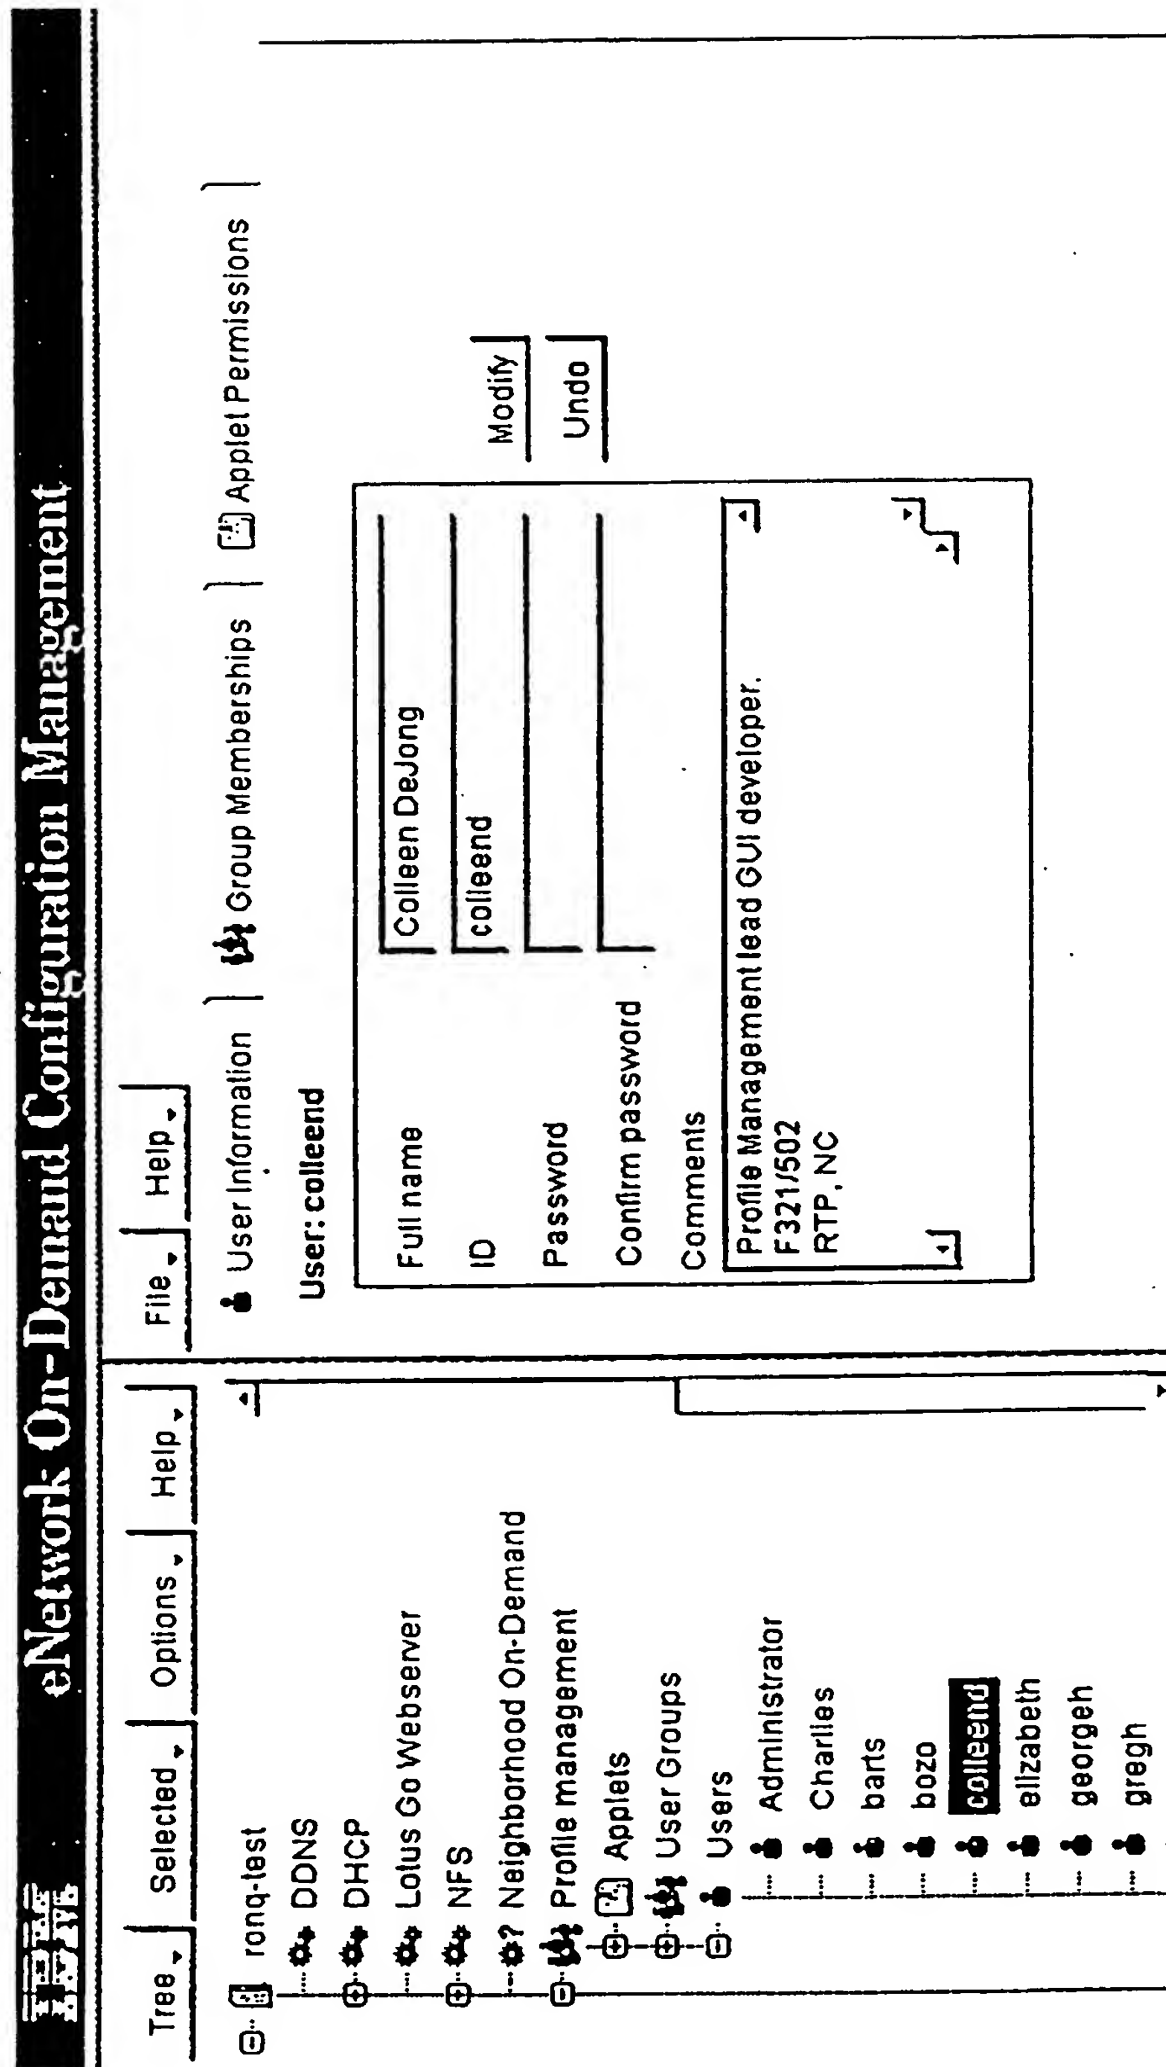 IBM eNetwork On-Demand Configuration Management
Tree Selected Options Help
ronq-test
DDNS
DHCP
Lotus Go Webserver
NFS
? Neighborhood On-Demand
Profile management
Applets
User Groups
Users
Administrator
Charlies
barts
bozo
colleend
elizabeth
georgeh
gregh
File Help
User Information Group Memberships Applet Permissions
User: colleend
Full name Colleen DeJong
ID colleend
Password
Confirm password
Comments
Profile Management lead GUI developer.
F321/502
RTP, NC
Modify
Undo